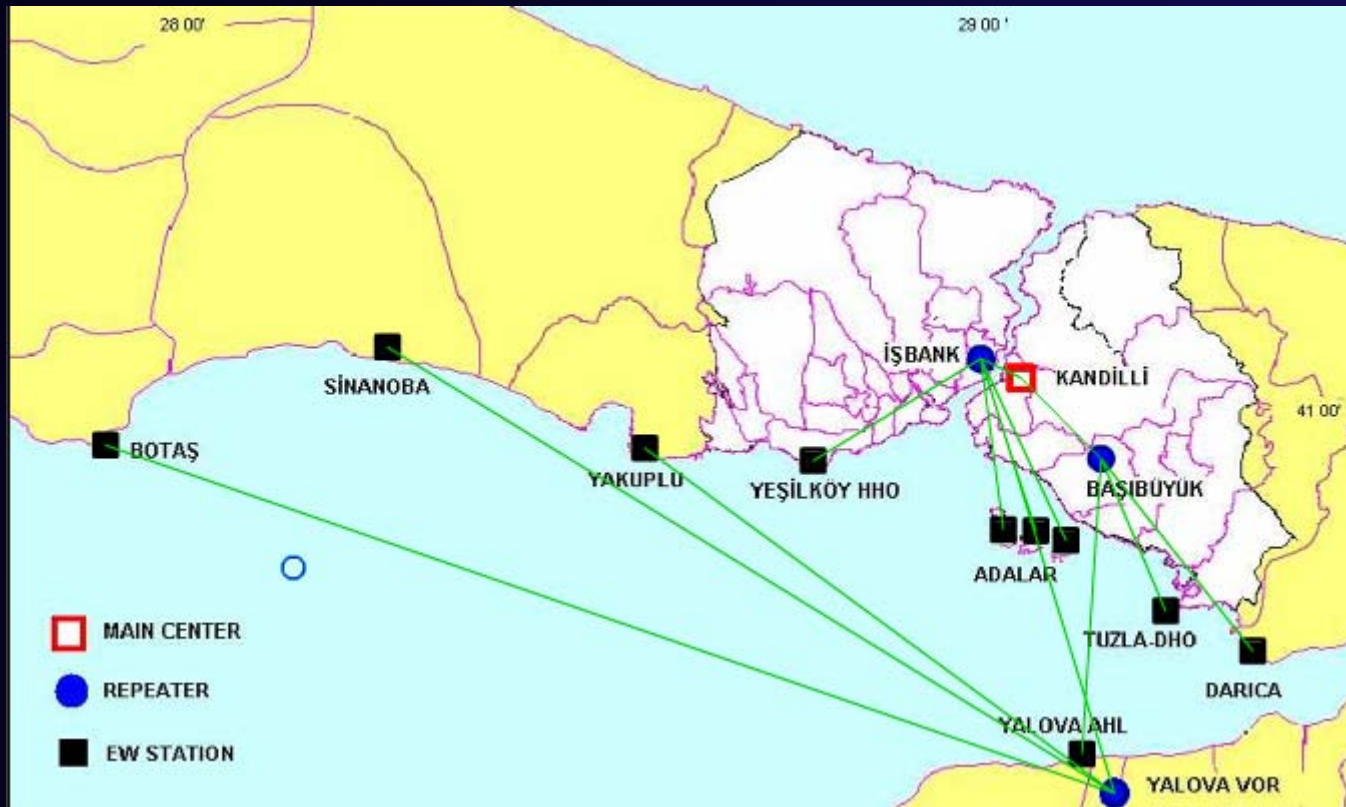 28 00'
29 00 '
İŞBANK
KANDİLLİ
SİNANOBA
41 00'
BOTAŞ
YAKUPLU
YEŞİLKÖY HHO
BAŞIBÜYÜK
ADALAR
MAIN CENTER
TUZLA-DHO
REPEATER
DARICA
YALOVA AHL
EW STATION
YALOVA VOR